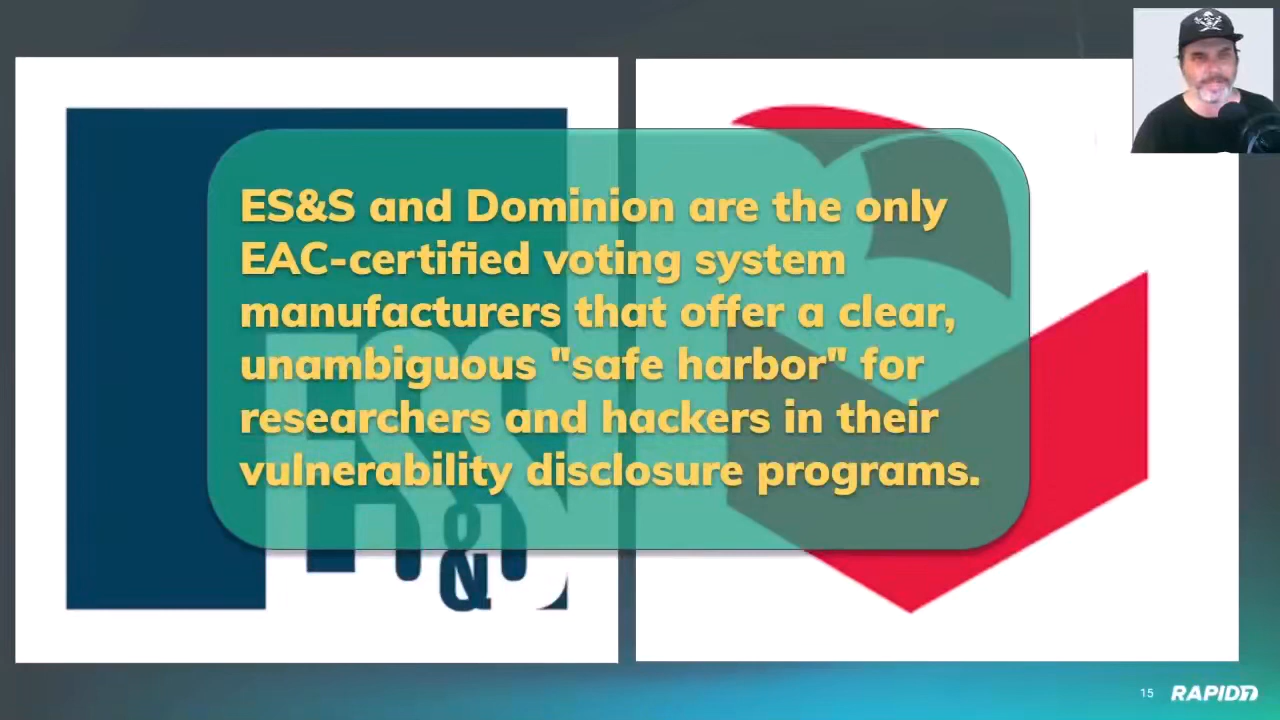 ES&S and Dominion are the only
EAC-certified voting system
manufacturers that offer a clear,
unambiguous "safe harbor" for
researchers and hackers in their
vulnerability disclosure programs.
ES&S
15 RAPID7